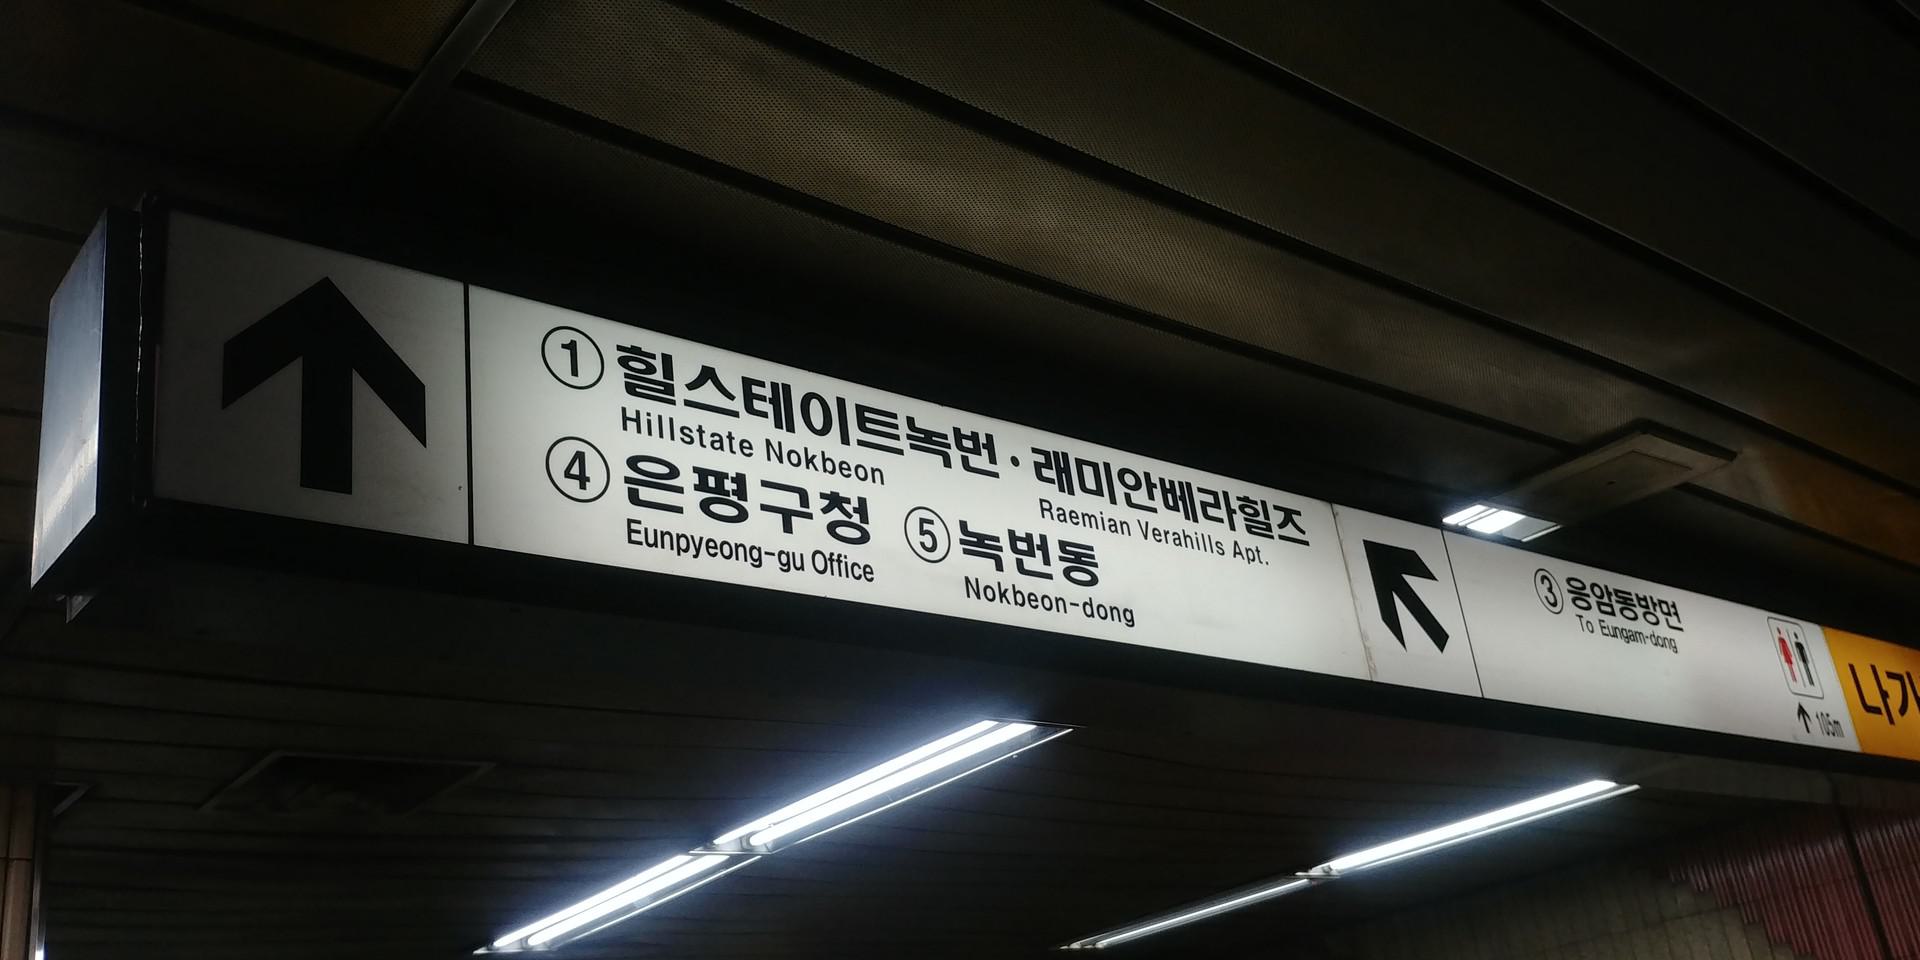 ① 힐스테이트녹번 · 래미안베라힐즈
Hillstate Nokbeon Raemian Verahills Apt.
④ 은평구청 ⑤ 녹번동
Eunpyeong-gu Office Nokbeon-dong
③ 응암동방면
To Eungam-dong
105m
나가